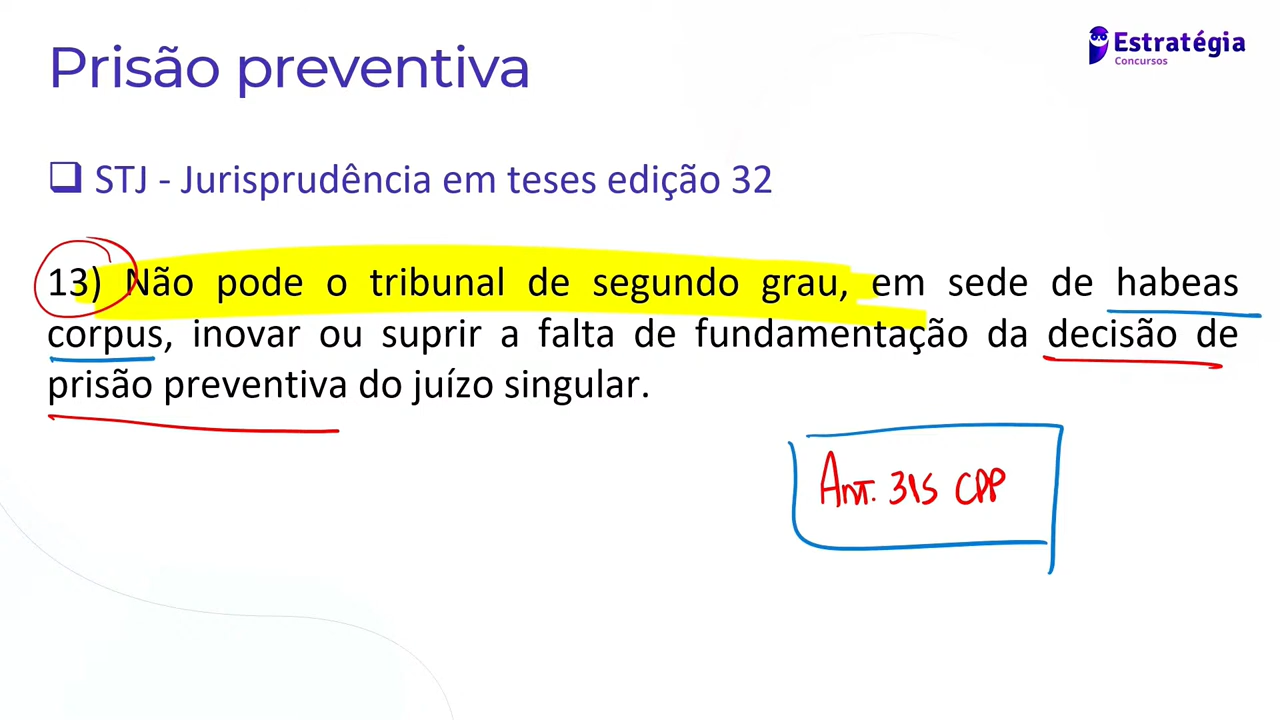 Prisão preventiva
Estratégia
Concursos
STJ - Jurisprudência em teses edição 32
13) Não pode o tribunal de segundo grau, em sede de habeas
corpus, inovar ou suprir a falta de fundamentação da decisão de
prisão preventiva do juízo singular.
Art. 315 CPP